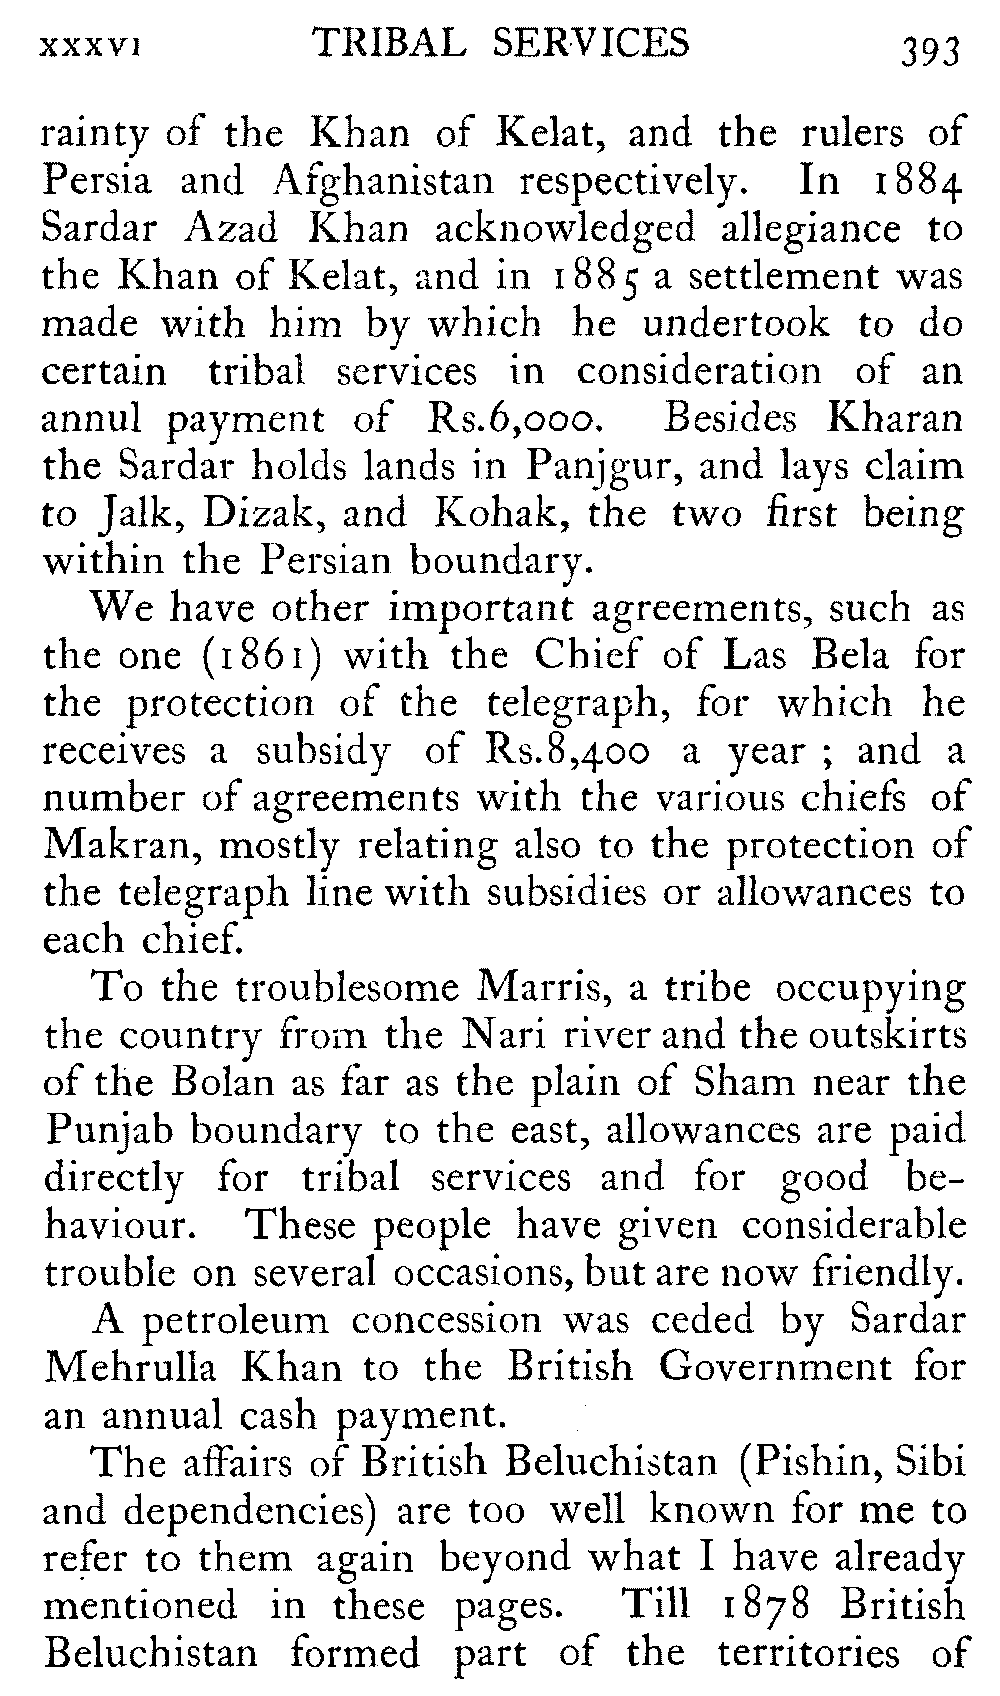 XXXVI TRIBAL SERVICES 393
rainty of the Khan of Kelat, and the rulers of
Persia and Afghanistan respectively. In 1884
Sardar Azad Khan acknowledged allegiance to
the Khan of Kelat, and in 1885 a settlement was
made with him by which he undertook to do
certain tribal services in consideration of an
annul payment of Rs.6,000. Besides Kharan
the Sardar holds lands in Panjgur, and lays claim
to Jalk, Dizak, and Kohak, the two first being
within the Persian boundary.
We have other important agreements, such as
the one (1861) with the Chief of Las Bela for
the protection of the telegraph, for which he
receives a subsidy of Rs.8,400 a year ; and a
number of agreements with the various chiefs of
Makran, mostly relating also to the protection of
the telegraph line with subsidies or allowances to
each chief.
To the troublesome Marris, a tribe occupying
the country from the Nari river and the outskirts
of the Bolan as far as the plain of Sham near the
Punjab boundary to the east, allowances are paid
directly for tribal services and for good be-
haviour. These people have given considerable
trouble on several occasions, but are now friendly.
A petroleum concession was ceded by Sardar
Mehrulla Khan to the British Government for
an annual cash payment.
The affairs of British Beluchistan (Pishin, Sibi
and dependencies) are too well known for me to
refer to them again beyond what I have already
mentioned in these pages. Till 1878 British
Beluchistan formed part of the territories of